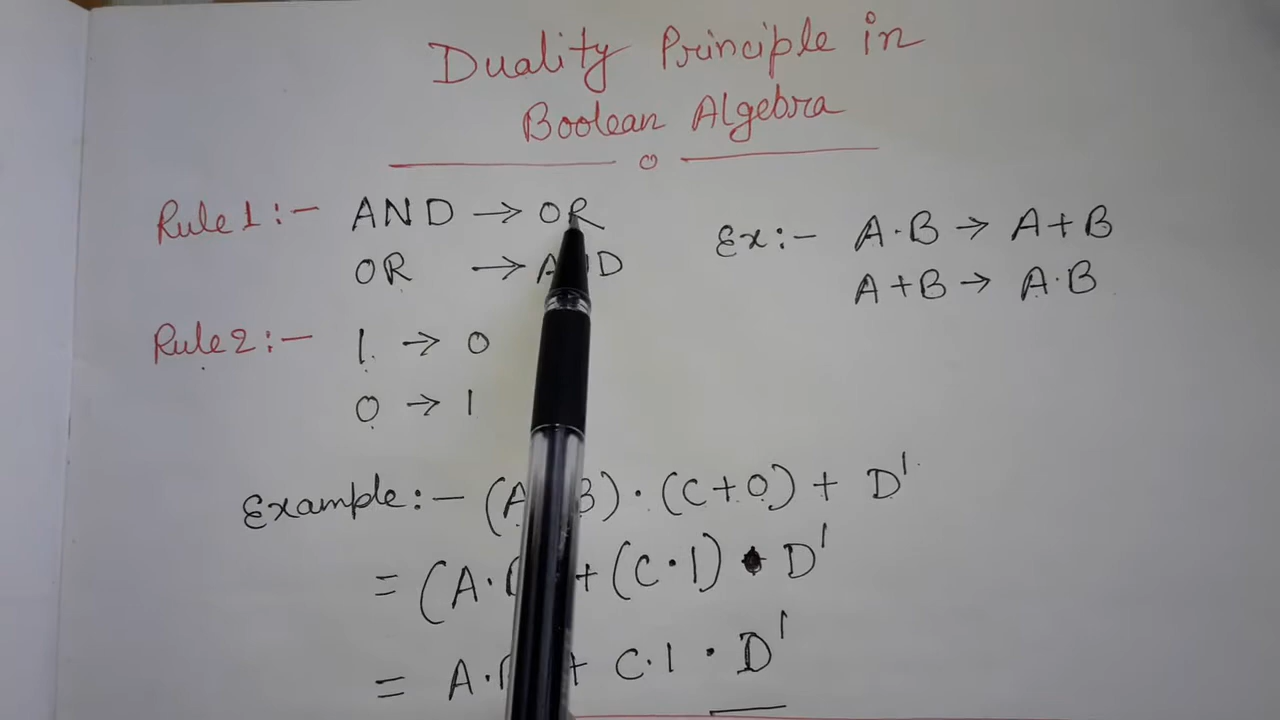 Duality Principle in
Boolean Algebra
Rule 1:- AND → OR
OR → AND
Ex:- A·B → A+B
A+B → A·B
Rule 2:- 1 → 0
0 → 1
Example:- (A B)·(C+0) + D'
= (A· + (C·1) · D'
= A· + C·1 · D'